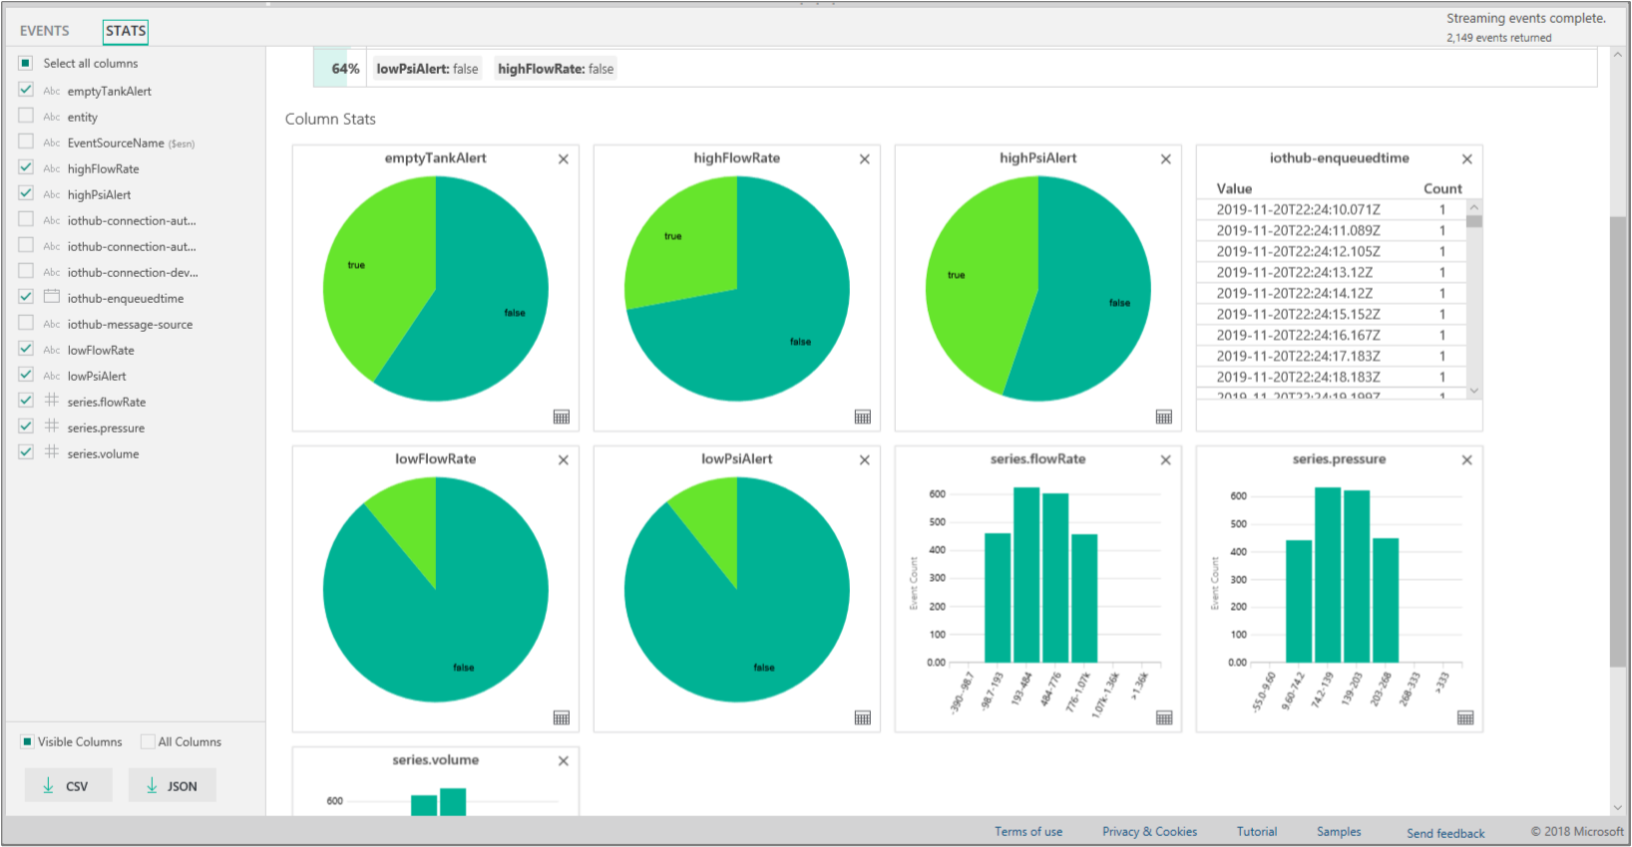 EVENTS
STATS
Streaming events complete.
2,149 events returned
Select all columns
Abc emptyTankAlert
Abc entity
Abc EventSourceName ($esn)
Abc highFlowRate
Abc highPsiAlert
Abc iothub-connection-aut...
Abc iothub-connection-aut...
Abc iothub-connection-dev...
iothub-enqueuedtime
Abc iothub-message-source
Abc lowFlowRate
Abc lowPsiAlert
series.flowRate
series.pressure
series.volume
Visible Columns
All Columns
CSV
JSON
64% lowPsiAlert: false highFlowRate: false
Column Stats
emptyTankAlert
true
false
highFlowRate
true
false
highPsiAlert
true
false
iothub-enqueuedtime
Value Count
2019-11-20T22:24:10.071Z 1
2019-11-20T22:24:11.089Z 1
2019-11-20T22:24:12.105Z 1
2019-11-20T22:24:13.12Z 1
2019-11-20T22:24:14.12Z 1
2019-11-20T22:24:15.152Z 1
2019-11-20T22:24:16.167Z 1
2019-11-20T22:24:17.183Z 1
2019-11-20T22:24:18.183Z 1
2019-11-20T22:24:19.199Z 1
lowFlowRate
false
lowPsiAlert
false
series.flowRate
Event Count
600
500
400
300
200
100
0.00
-390--98.7
-98.7-193
193-484
484-776
776-1.07k
1.07k-1.36k
>1.36k
series.pressure
Event Count
600
500
400
300
200
100
0.00
-55.0-9.60
9.60-74.2
74.2-139
139-203
203-268
268-333
>333
series.volume
600
Terms of use
Privacy & Cookies
Tutorial
Samples
Send feedback
© 2018 Microsoft